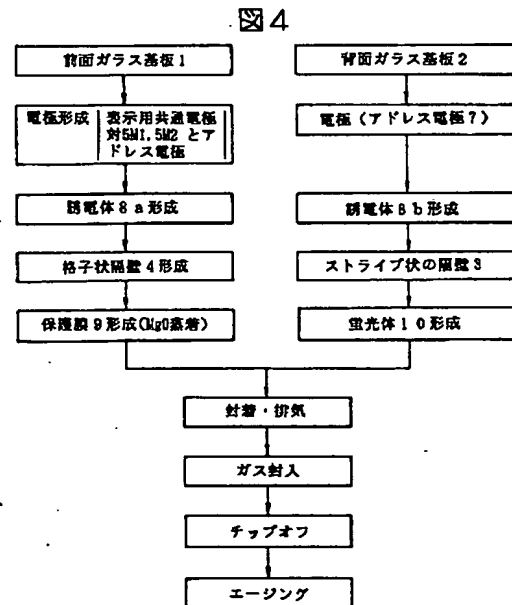 図4
前面ガラス基板1
背面ガラス基板2
電極形成
表示用共通電極
対5M1.5M2 とア
ドレス電極
電極(アドレス電極7)
誘電体8a形成
誘電体8b形成
格子状隔壁4形成
ストライプ状の隔壁3
保護膜9形成(MgO蒸着)
蛍光体10形成
封着・排気
ガス封入
チップオフ
エージング